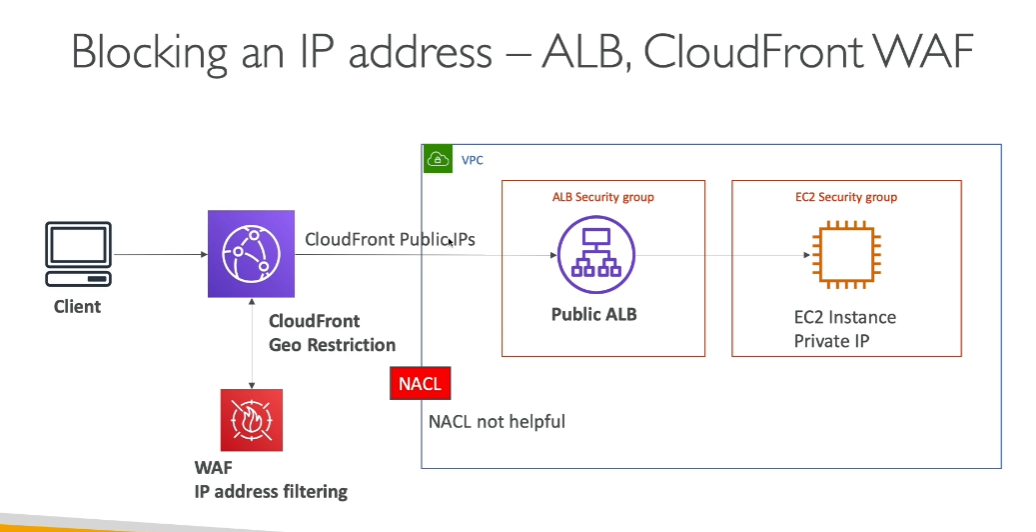 Blocking an IP address – ALB, CloudFront WAF
VPC
ALB Security group
EC2 Security group
CloudFront Public IPs
Client
CloudFront
Geo Restriction
Public ALB
EC2 Instance
Private IP
NACL
NACL not helpful
WAF
IP address filtering